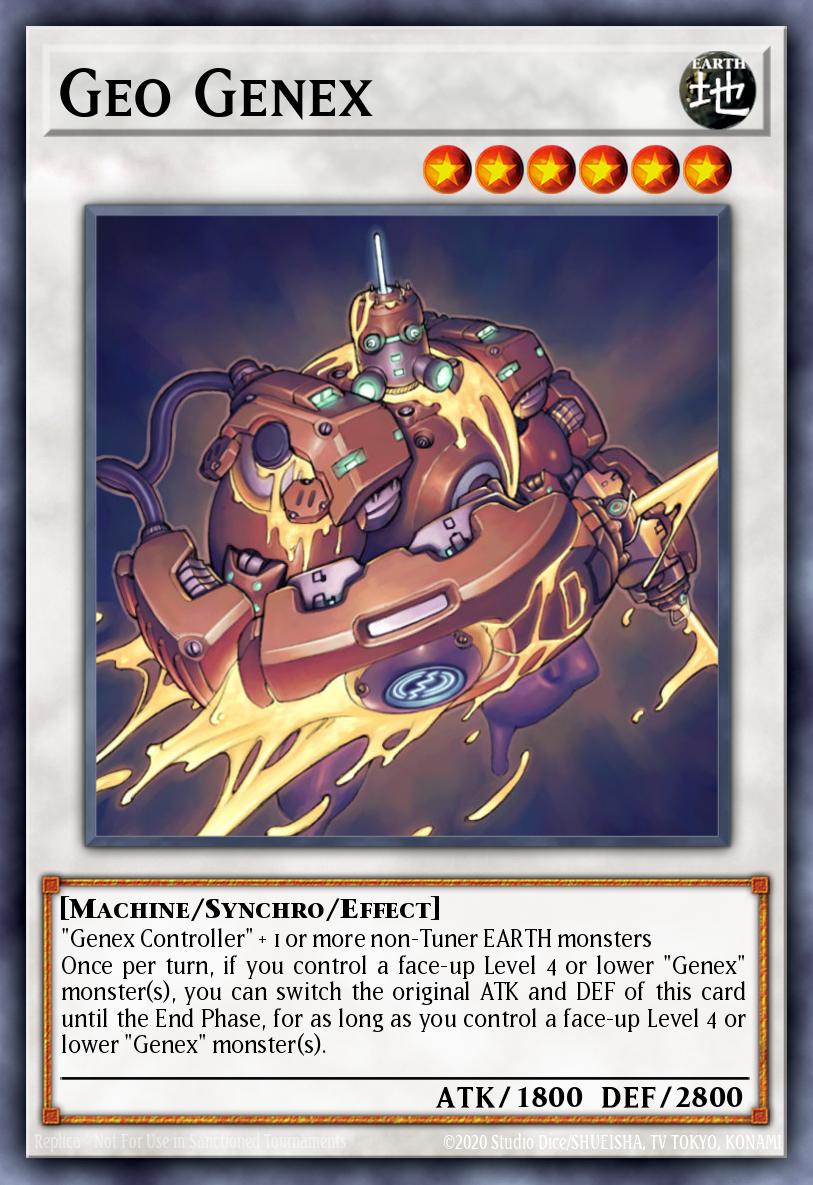 Geo Genex
EARTH
地
[Machine/Synchro/Effect]
"Genex Controller" + 1 or more non-Tuner EARTH monsters
Once per turn, if you control a face-up Level 4 or lower "Genex"
monster(s), you can switch the original ATK and DEF of this card
until the End Phase, for as long as you control a face-up Level 4 or
lower "Genex" monster(s).
ATK/1800 DEF/2800
Replica - Not For Use in Sanctioned Tournaments
©2020 Studio Dice/SHUEISHA, TV TOKYO, KONAMI